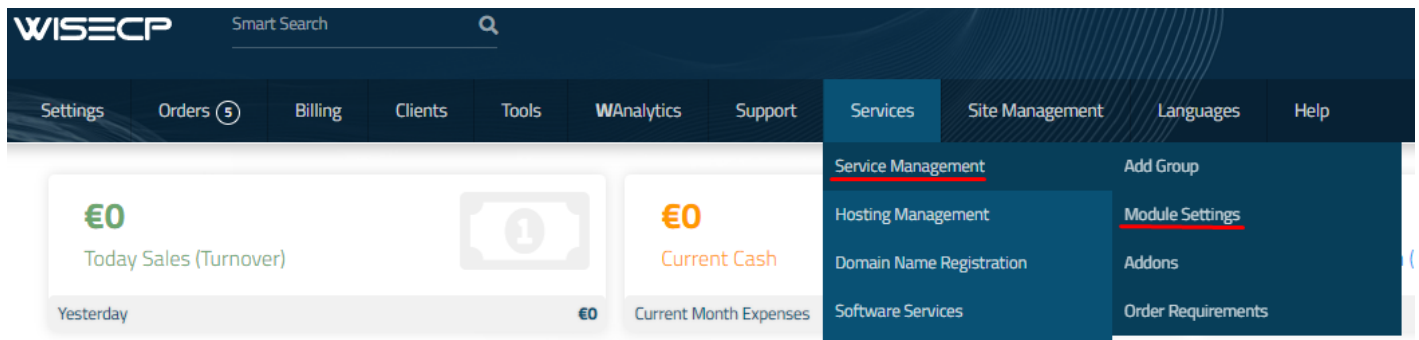 WISECP
Smart Search
Settings Orders 5 Billing Clients Tools WAnalytics Support Services Site Management Languages Help
Service Management
Hosting Management
Domain Name Registration
Software Services
Add Group
Module Settings
Addons
Order Requirements
€0
Today Sales (Turnover)
Yesterday €0
€0
Current Cash
Current Month Expenses